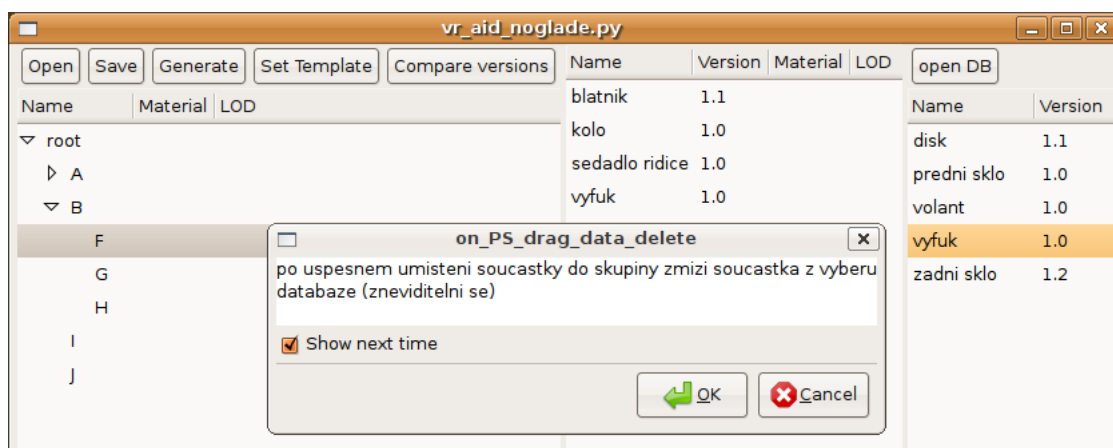 vr_aid_noglade.py
Open Save Generate Set Template Compare versions
Name Material LOD
root
A
B
F
G
H
I
J
Name Version Material LOD
blatnik 1.1
kolo 1.0
sedadlo ridice 1.0
vyfuk 1.0
open DB
Name Version
disk 1.1
predni sklo 1.0
volant 1.0
vyfuk 1.0
zadni sklo 1.2
on_PS_drag_data_delete
po uspesnem umisteni soucastky do skupiny zmizi soucastka z vyberu
databaze (zneviditelni se)
Show next time
OK Cancel